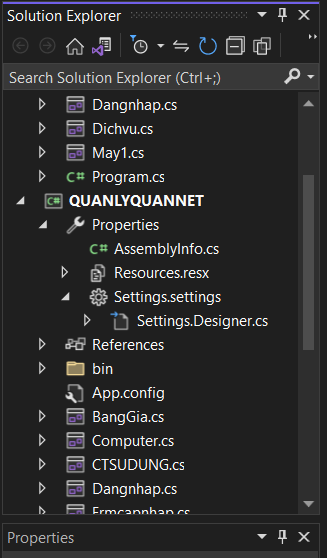 Solution Explorer
Search Solution Explorer (Ctrl+;)
Dangnhap.cs
Dichvu.cs
May1.cs
C# Program.cs
C# QUANLYQUANNET
Properties
C# AssemblyInfo.cs
Resources.resx
Settings.settings
Settings.Designer.cs
References
bin
App.config
BangGia.cs
Computer.cs
CTSUDUNG.cs
Dangnhap.cs
Frmcapnhap.cs
Properties